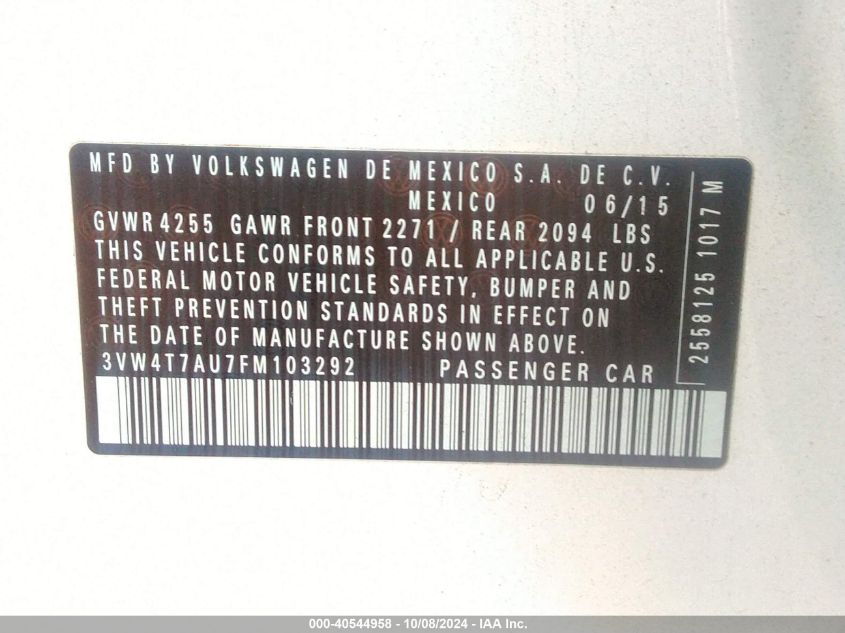 MFD BY VOLKSWAGEN DE MEXICO S.A. DE C.V.
MEXICO 06/15
GVWR 4255 GAWR FRONT 2271 / REAR 2094 LBS
THIS VEHICLE CONFORMS TO ALL APPLICABLE U.S.
FEDERAL MOTOR VEHICLE SAFETY, BUMPER AND
THEFT PREVENTION STANDARDS IN EFFECT ON
THE DATE OF MANUFACTURE SHOWN ABOVE.
3VW4T7AU7FM103292 PASSENGER CAR
2558125 1017 M
000-40544958 - 10/08/2024 - IAA Inc.